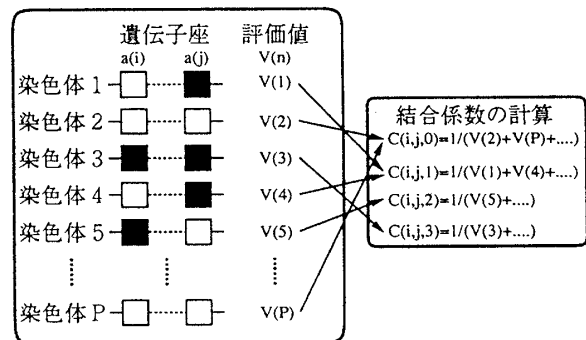 遺伝子座 評価値
a(i) a(j) V(n)
染色体 1 V(1)
染色体 2 V(2)
染色体 3 V(3)
染色体 4 V(4)
染色体 5 V(5)
染色体 P V(P)
結合係数の計算
C(i,j,0)=1/(V(2)+V(P)+....)
C(i,j,1)=1/(V(1)+V(4)+....)
C(i,j,2)=1/(V(5)+....)
C(i,j,3)=1/(V(3)+....)